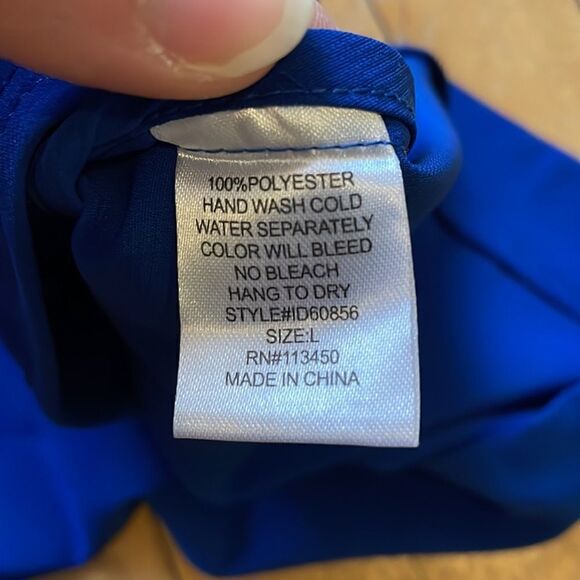 100%POLYESTER
HAND WASH COLD
WATER SEPARATELY
COLOR WILL BLEED
NO BLEACH
HANG TO DRY
STYLE#ID60856
SIZE:L
RN#113450
MADE IN CHINA